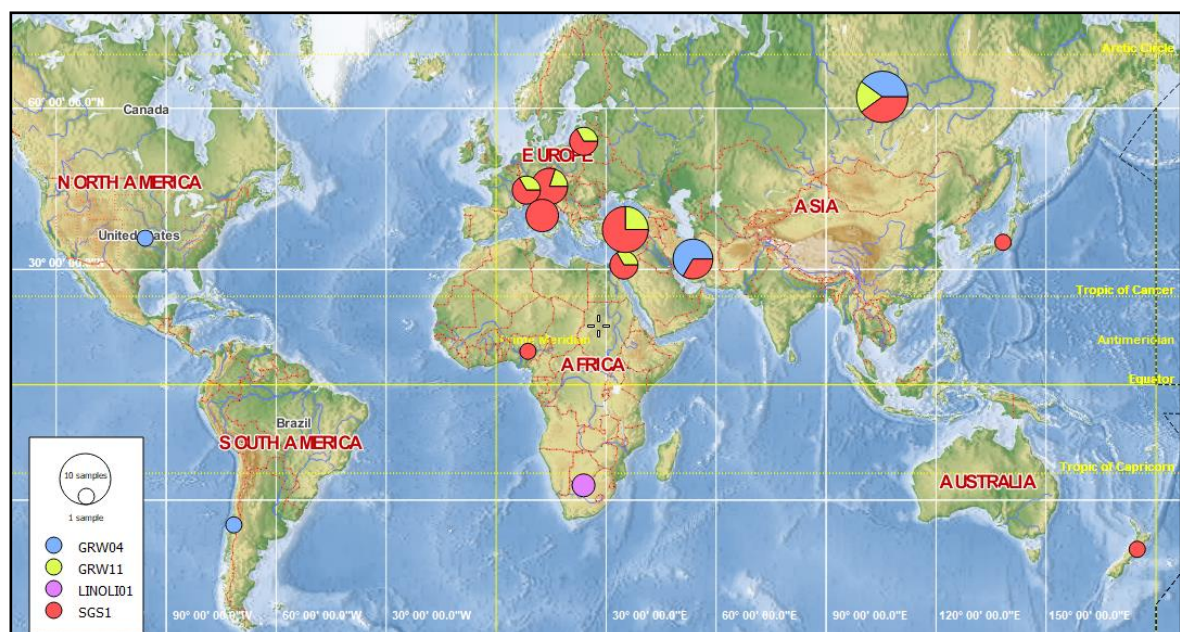 Arctic Circle
60° 00' 00.0"N
Canada
EUROPE
NORTH AMERICA
ASIA
United States
30° 00' 00.0"N
Tropic of Cancer
Prime Meridian
Antimeridian
AFRICA
Equator
Brazil
SOUTH AMERICA
10 samples
Tropic of Capricorn
AUSTRALIA
1 sample
GRW04
GRW11
LINOLI01
SGS1
90° 00' 00.0"W
60° 00' 00.0"W
30° 00' 00.0"W
30° 00' 00.0"E
60° 00' 00.0"E
90° 00' 00.0"E
120° 00' 00.0"E
150° 00' 00.0"E